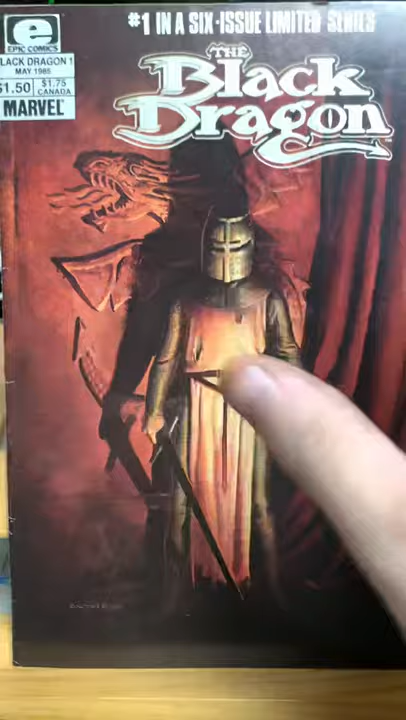 #1 IN A SIX-ISSUE LIMITED SERIES
e
EPIC COMICS
BLACK DRAGON 1
MAY 1985
$1.50 $1.75
CANADA
MARVEL
THE
Black
Dragon